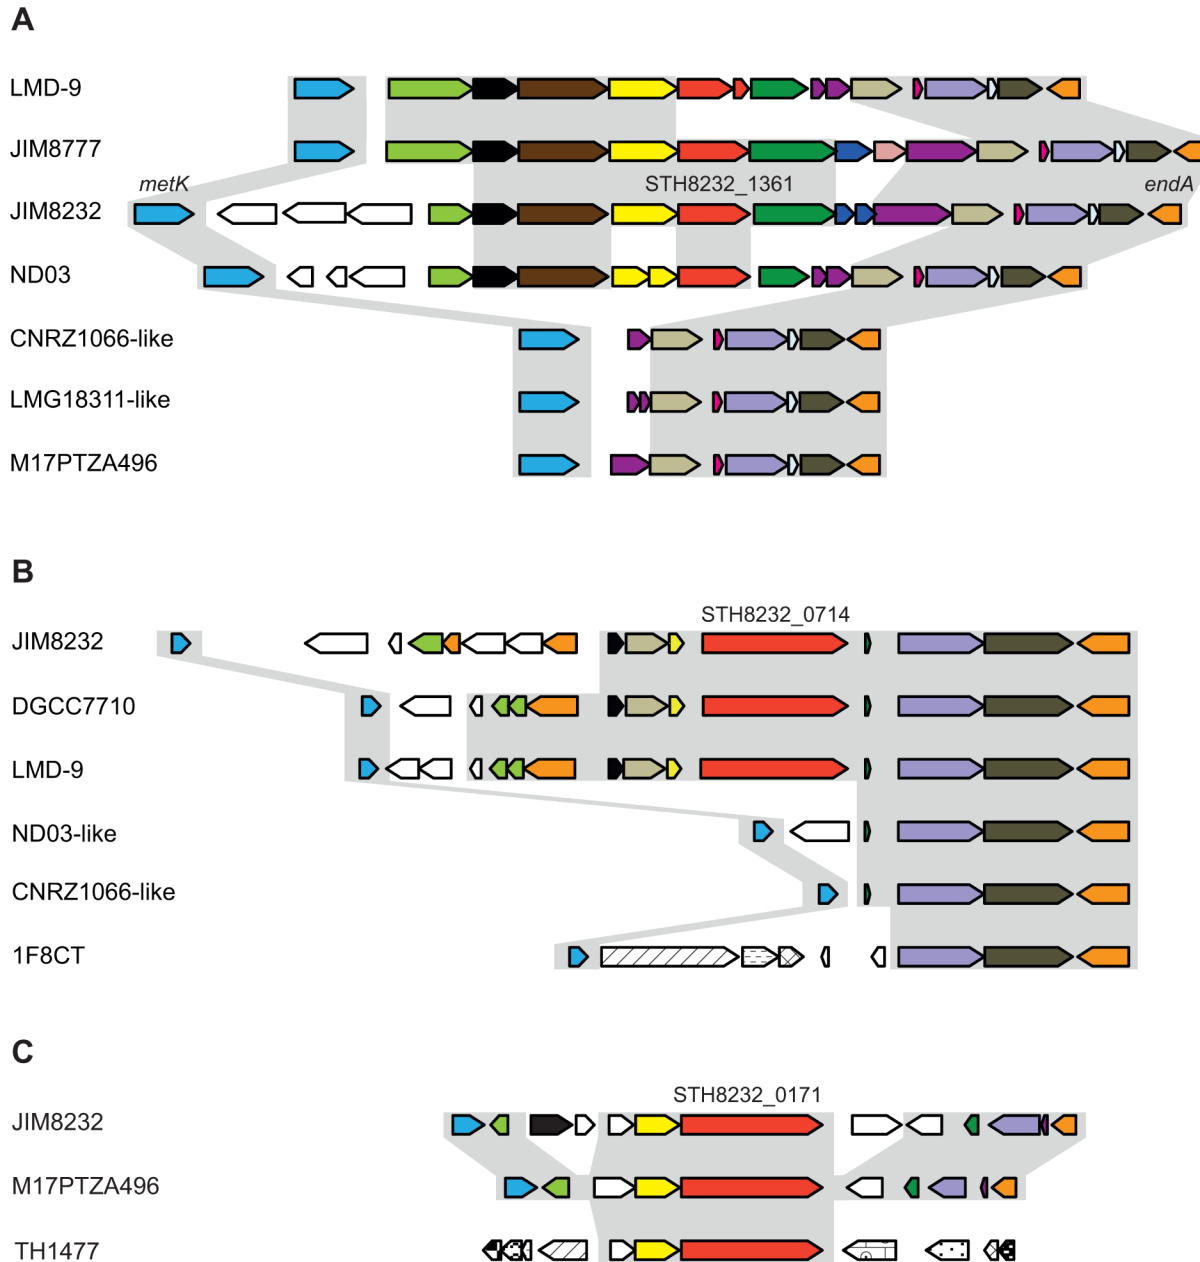 A
LMD-9
JIM8777
metK STH8232_1361 endA
JIM8232
ND03
CNRZ1066-like
LMG18311-like
M17PTZA496
B
STH8232_0714
JIM8232
DGCC7710
LMD-9
ND03-like
CNRZ1066-like
1F8CT
C
STH8232_0171
JIM8232
M17PTZA496
TH1477